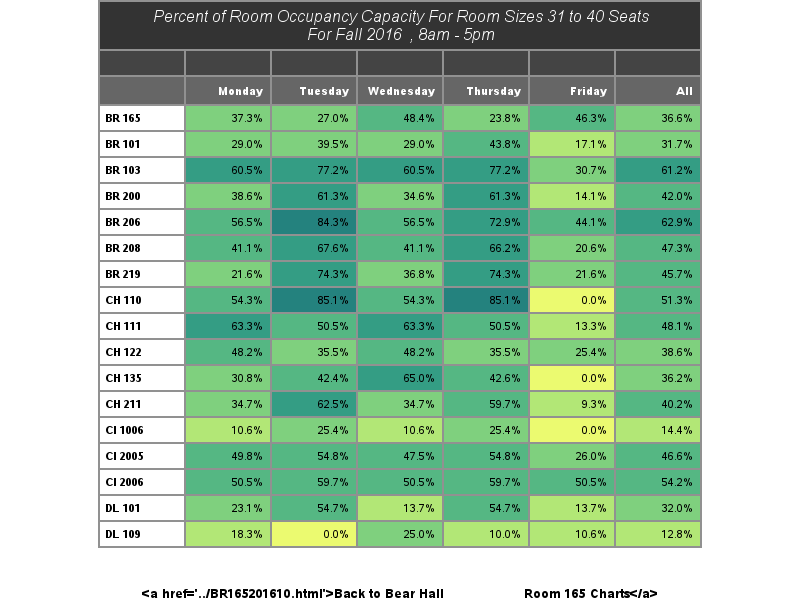 Percent of Room Occupancy Capacity For Room Sizes 31 to 40 Seats
For Fall 2016 , 8am - 5pm
Monday Tuesday Wednesday Thursday Friday All
BR 165 37.3% 27.0% 48.4% 23.8% 46.3% 36.6%
BR 101 29.0% 39.5% 29.0% 43.8% 17.1% 31.7%
BR 103 60.5% 77.2% 60.5% 77.2% 30.7% 61.2%
BR 200 38.6% 61.3% 34.6% 61.3% 14.1% 42.0%
BR 206 56.5% 84.3% 56.5% 72.9% 44.1% 62.9%
BR 208 41.1% 67.6% 41.1% 66.2% 20.6% 47.3%
BR 219 21.6% 74.3% 36.8% 74.3% 21.6% 45.7%
CH 110 54.3% 85.1% 54.3% 85.1% 0.0% 51.3%
CH 111 63.3% 50.5% 63.3% 50.5% 13.3% 48.1%
CH 122 48.2% 35.5% 48.2% 35.5% 25.4% 38.6%
CH 135 30.8% 42.4% 65.0% 42.6% 0.0% 36.2%
CH 211 34.7% 62.5% 34.7% 59.7% 9.3% 40.2%
CI 1006 10.6% 25.4% 10.6% 25.4% 0.0% 14.4%
CI 2005 49.8% 54.8% 47.5% 54.8% 26.0% 46.6%
CI 2006 50.5% 59.7% 50.5% 59.7% 50.5% 54.2%
DL 101 23.1% 54.7% 13.7% 54.7% 13.7% 32.0%
DL 109 18.3% 0.0% 25.0% 10.0% 10.6% 12.8%
<a href='../BR165201610.html'>Back to Bear Hall Room 165 Charts</a>